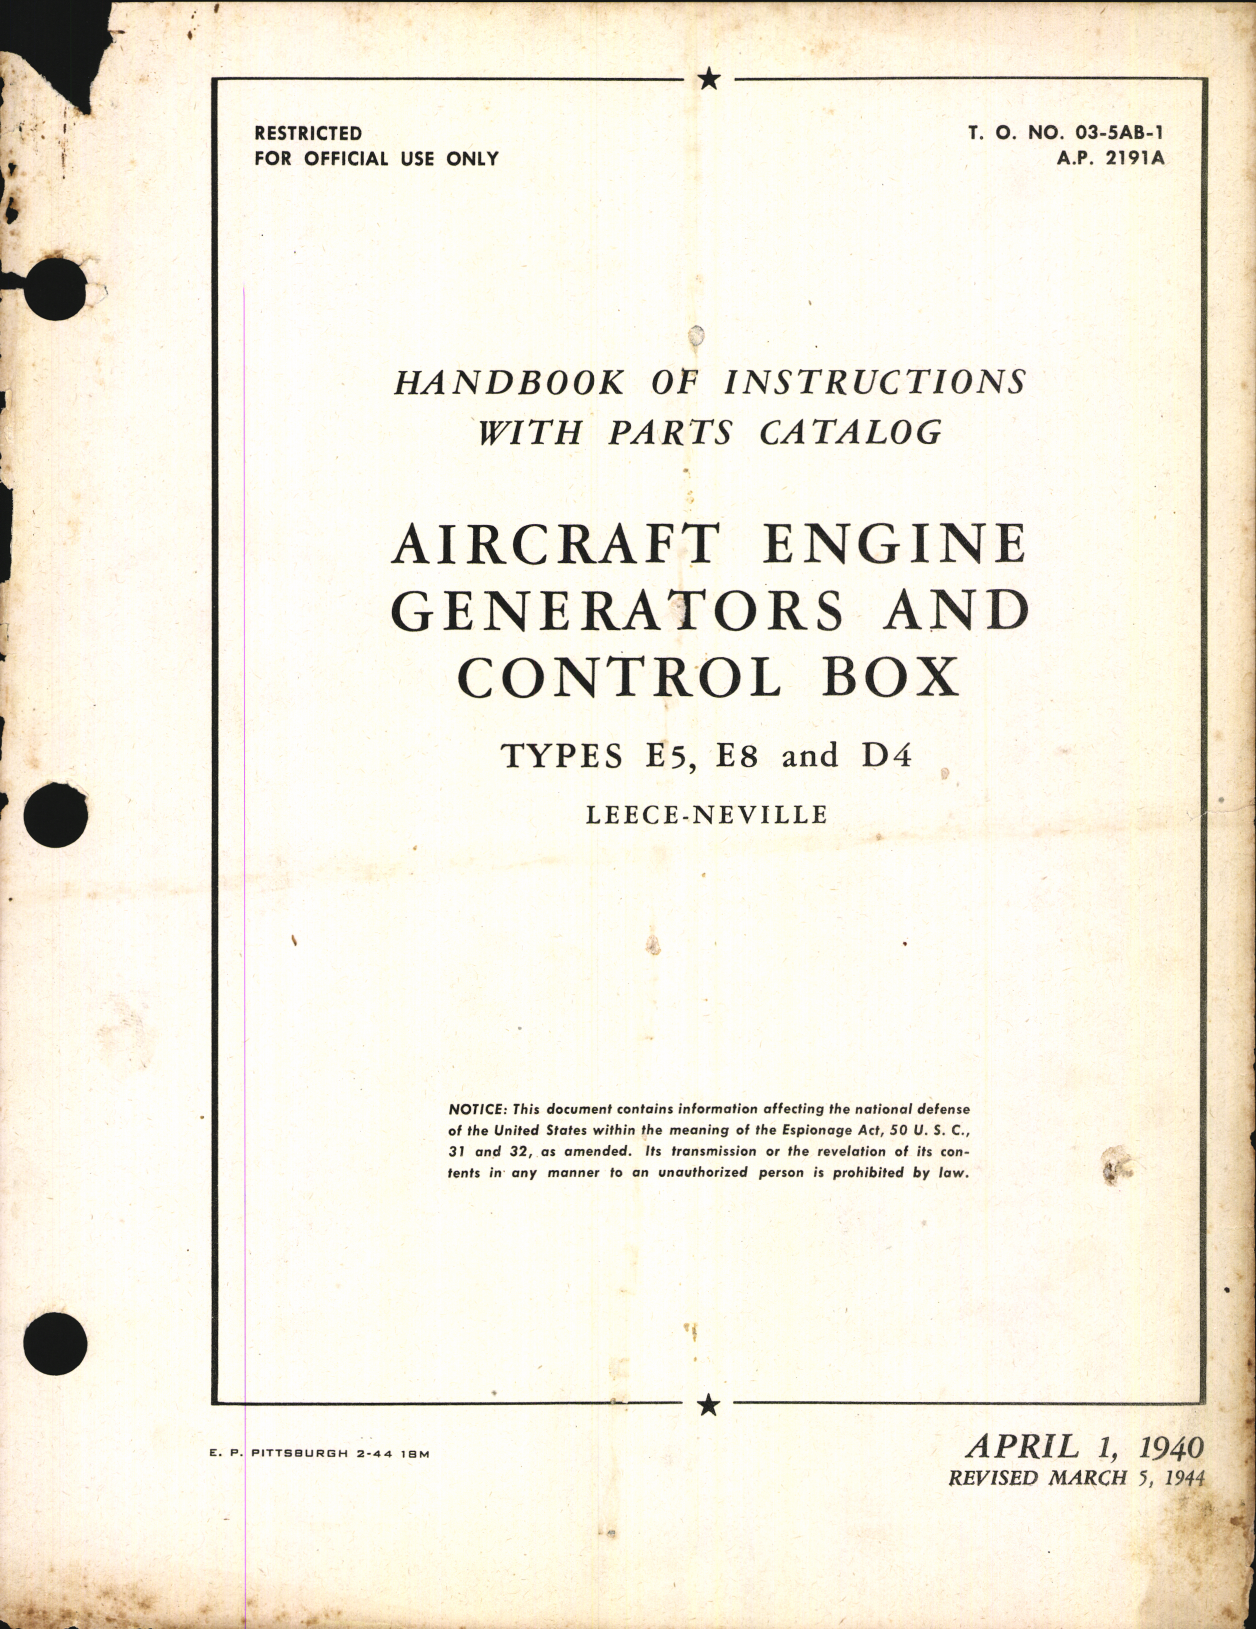 RESTRICTED
FOR OFFICIAL USE ONLY
T. O. NO. 03-5AB-1
A.P. 2191A
HANDBOOK OF INSTRUCTIONS
WITH PARTS CATALOG
AIRCRAFT ENGINE
GENERATORS AND
CONTROL BOX
TYPES E5, E8 and D4
LEECE-NEVILLE
NOTICE: This document contains information affecting the national defense
of the United States within the meaning of the Espionage Act, 50 U. S. C.,
31 and 32, as amended. Its transmission or the revelation of its con-
tents in any manner to an unauthorized person is prohibited by law.
E. P. PITTSBURGH 2-44 18M
APRIL 1, 1940
REVISED MARCH 5, 1944